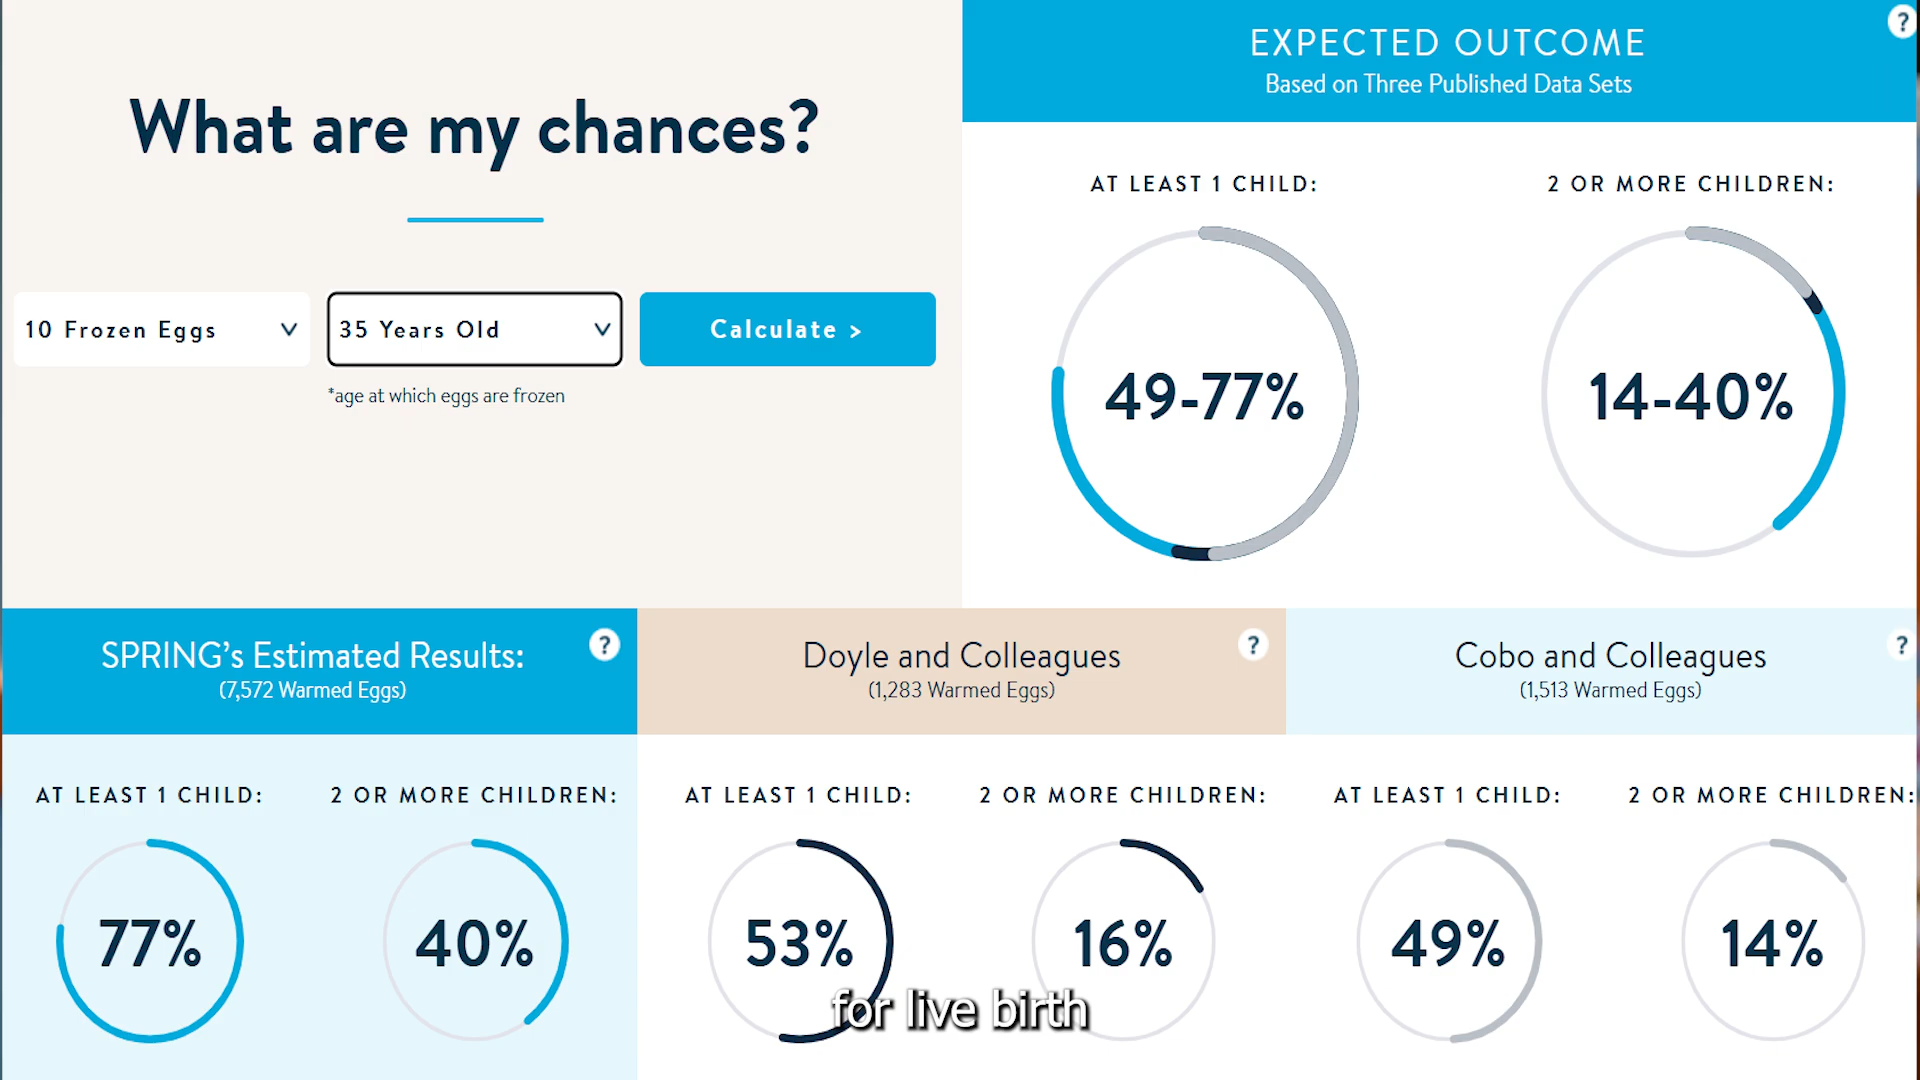 What are my chances?
10 Frozen Eggs
35 Years Old
Calculate >
*age at which eggs are frozen
?
EXPECTED OUTCOME
Based on Three Published Data Sets
AT LEAST 1 CHILD:
49-77%
2 OR MORE CHILDREN:
14-40%
SPRING's Estimated Results:
?
(7,572 Warmed Eggs)
AT LEAST 1 CHILD:
77%
2 OR MORE CHILDREN:
40%
Doyle and Colleagues
?
(1,283 Warmed Eggs)
AT LEAST 1 CHILD:
53%
2 OR MORE CHILDREN:
16%
Cobo and Colleagues
?
(1,513 Warmed Eggs)
AT LEAST 1 CHILD:
49%
2 OR MORE CHILDREN:
14%
for live birth